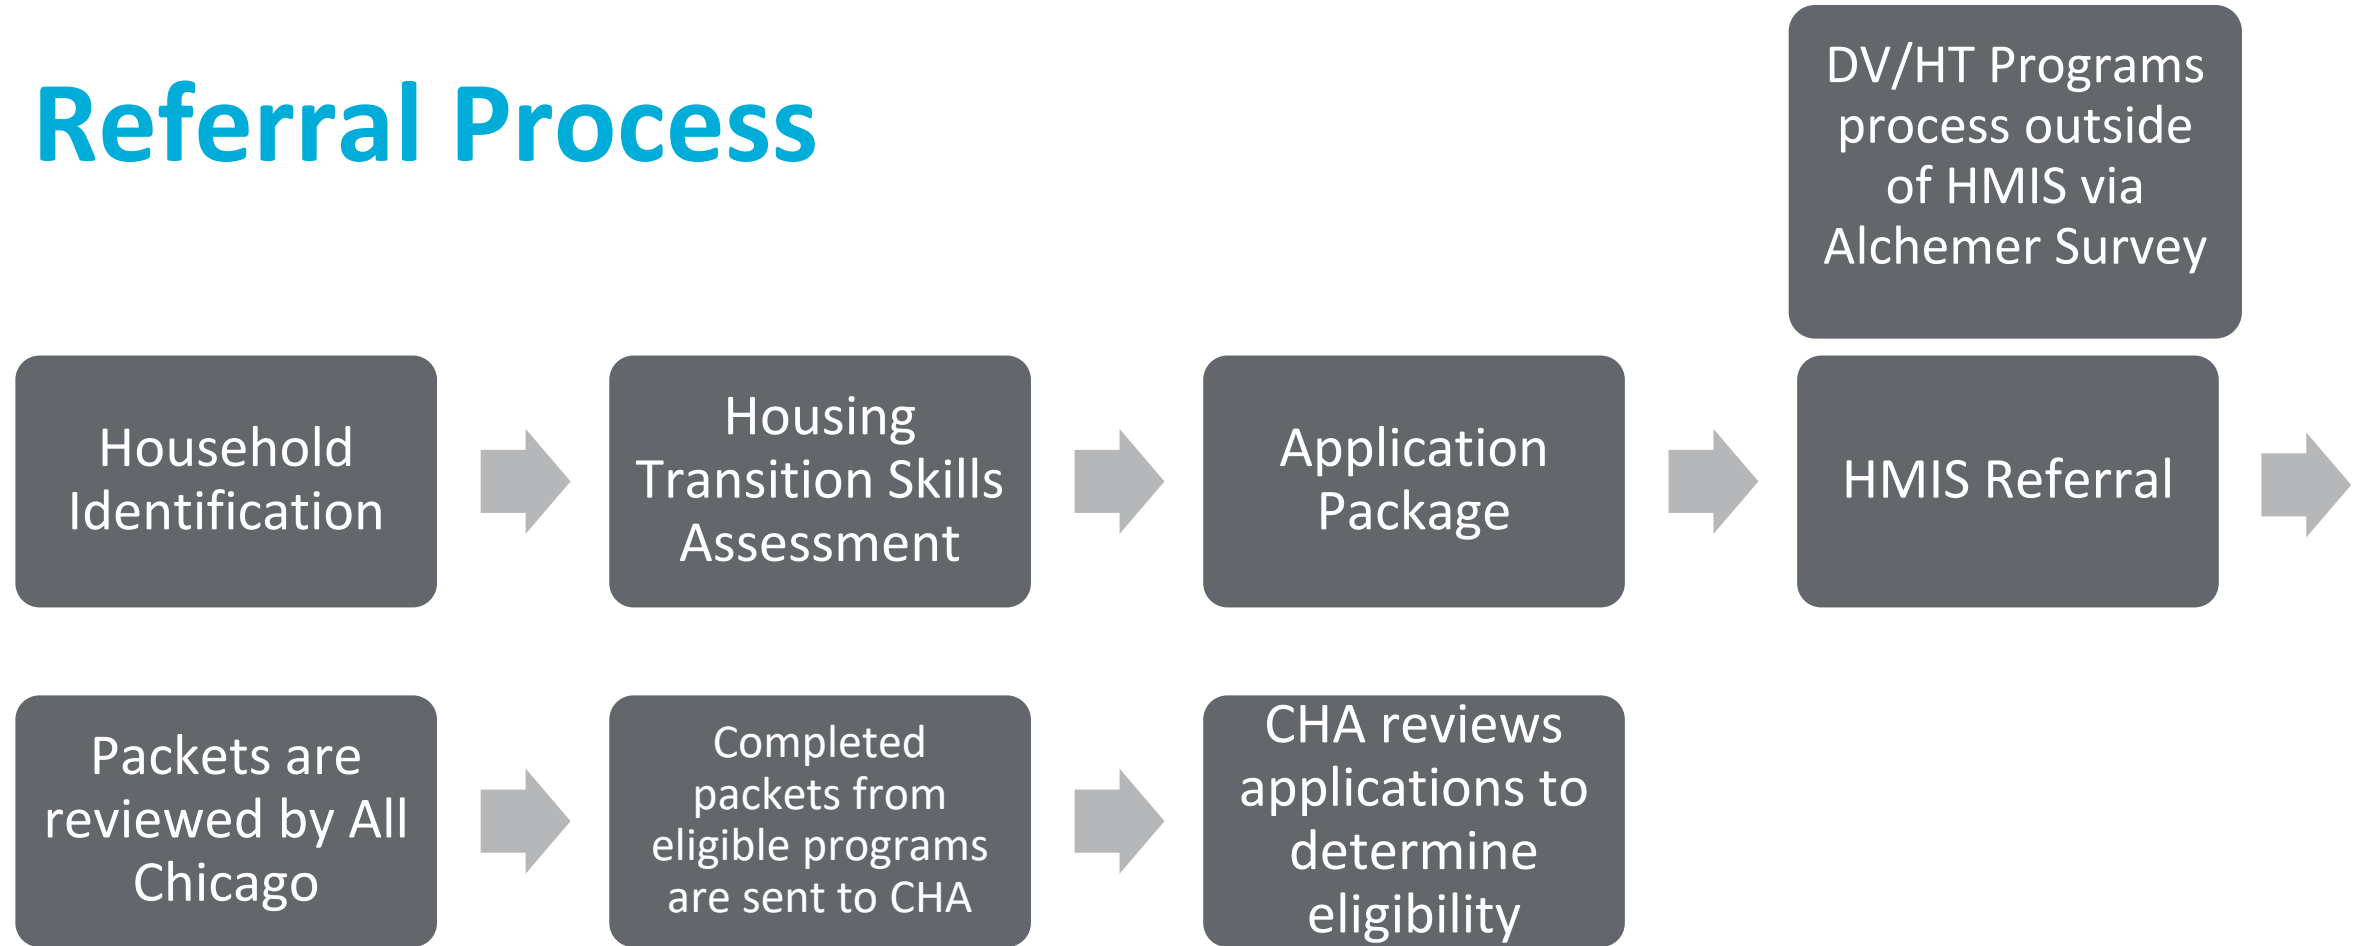 Referral Process
DV/HT Programs
process outside
of HMIS via
Alchemer Survey
Household
Identification
Housing
Transition Skills
Assessment
Application
Package
HMIS Referral
Packets are
reviewed by All
Chicago
Completed
packets from
eligible programs
are sent to CHA
CHA reviews
applications to
determine
eligibility